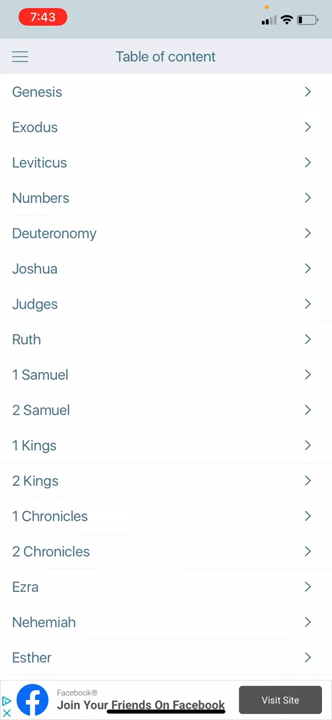 7:43
Table of content
Genesis
Exodus
Leviticus
Numbers
Deuteronomy
Joshua
Judges
Ruth
1 Samuel
2 Samuel
1 Kings
2 Kings
1 Chronicles
2 Chronicles
Ezra
Nehemiah
Esther
Facebook®
Join Your Friends On Facebook
Visit Site